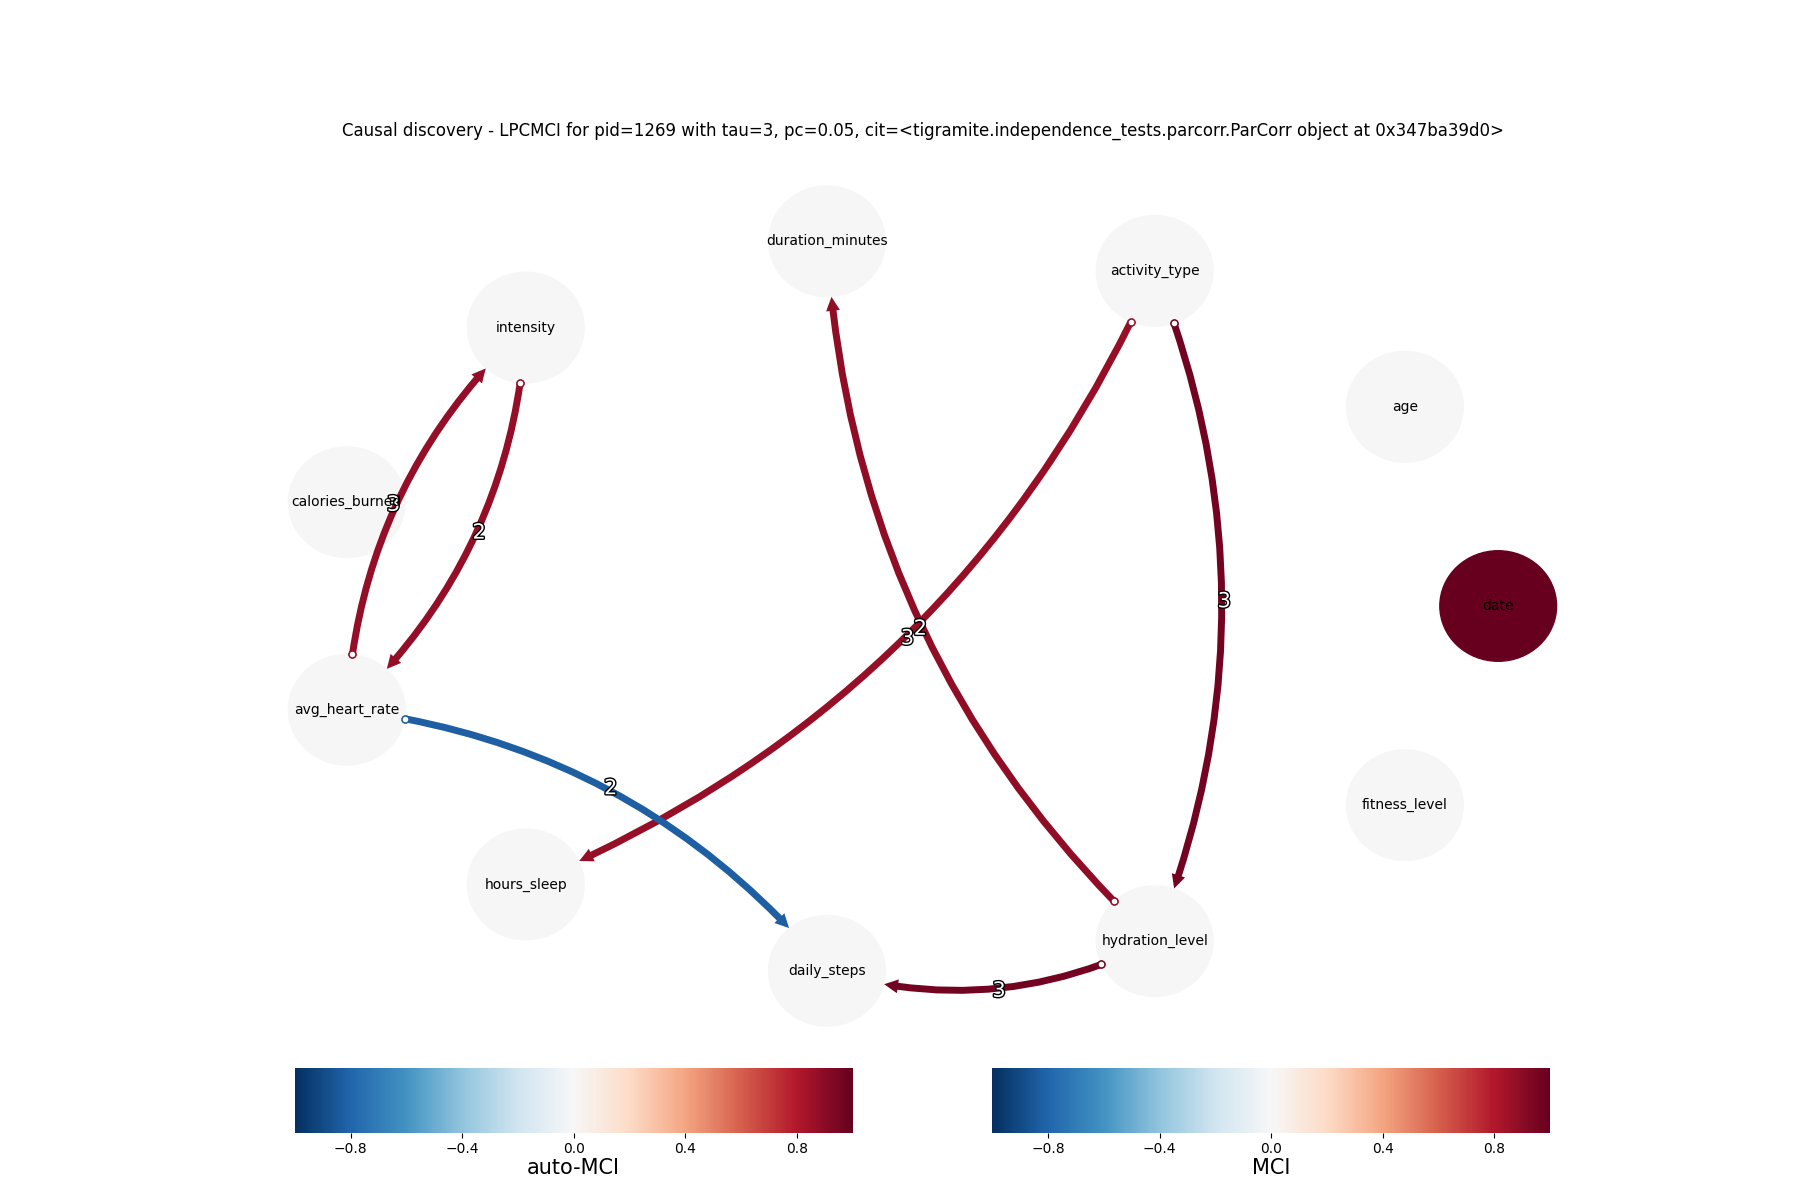 Causal discovery - LPCMCI for pid=1269 with tau=3, pc=0.05, cit=<tigramite.independence_tests.parcorr.ParCorr object at 0x347ba39d0>
duration_minutes
activity_type
intensity
age
calories_burned
3
2
3
date
2
3
avg_heart_rate
2
fitness_level
hours_sleep
hydration_level
daily_steps
3
−0.8 −0.4 0.0 0.4 0.8
auto-MCI
−0.8 −0.4 0.0 0.4 0.8
MCI